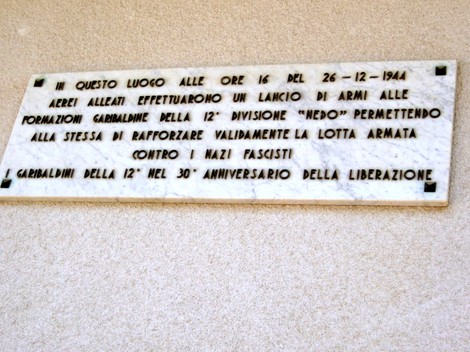 IN QUESTO LUOGO ALLE ORE 16 DEL 26-12-1944
AEREI ALLEATI EFFETTUARONO UN LANCIO DI ARMI ALLE
FORMAZIONI GARIBALDINE DELLA 12ª DIVISIONE "NEDO" PERMETTENDO
ALLA STESSA DI RAFFORZARE VALIDAMENTE LA LOTTA ARMATA
CONTRO I NAZI FASCISTI
I GARIBALDINI DELLA 12ª NEL 30° ANNIVERSARIO DELLA LIBERAZIONE